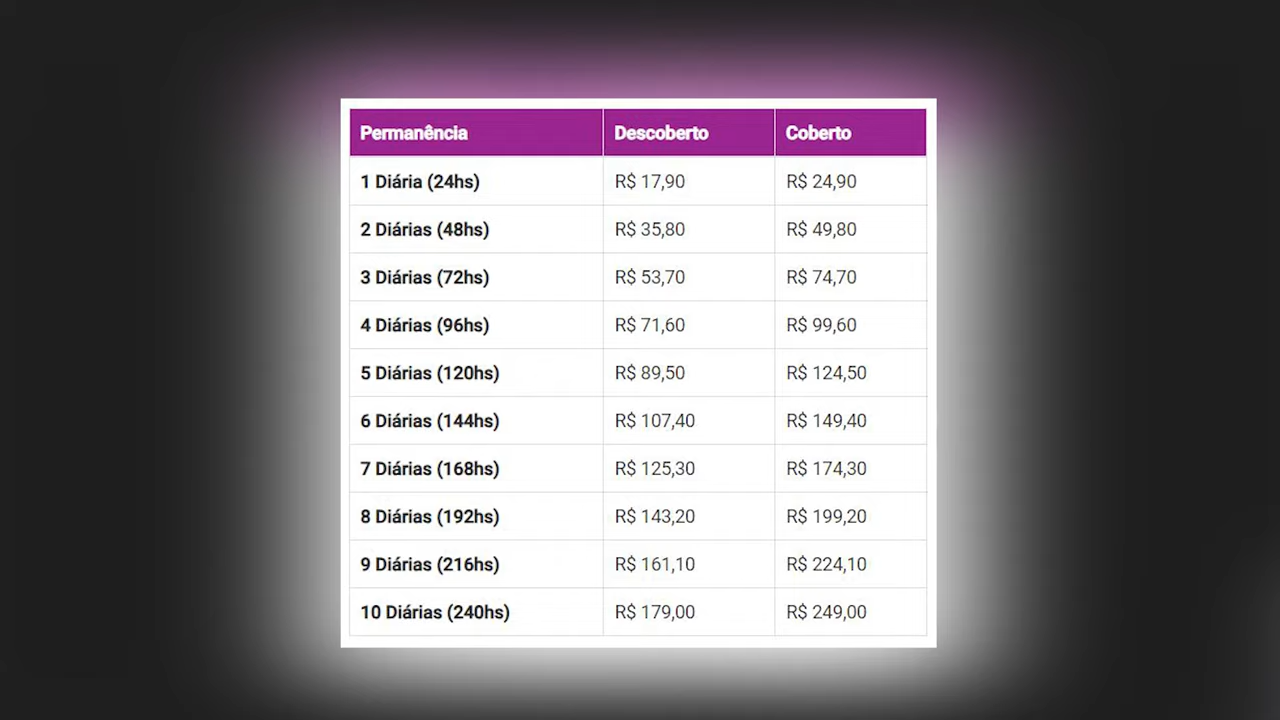 Permanência Descoberto Coberto
1 Diária (24hs) R$ 17,90 R$ 24,90
2 Diárias (48hs) R$ 35,80 R$ 49,80
3 Diárias (72hs) R$ 53,70 R$ 74,70
4 Diárias (96hs) R$ 71,60 R$ 99,60
5 Diárias (120hs) R$ 89,50 R$ 124,50
6 Diárias (144hs) R$ 107,40 R$ 149,40
7 Diárias (168hs) R$ 125,30 R$ 174,30
8 Diárias (192hs) R$ 143,20 R$ 199,20
9 Diárias (216hs) R$ 161,10 R$ 224,10
10 Diárias (240hs) R$ 179,00 R$ 249,00